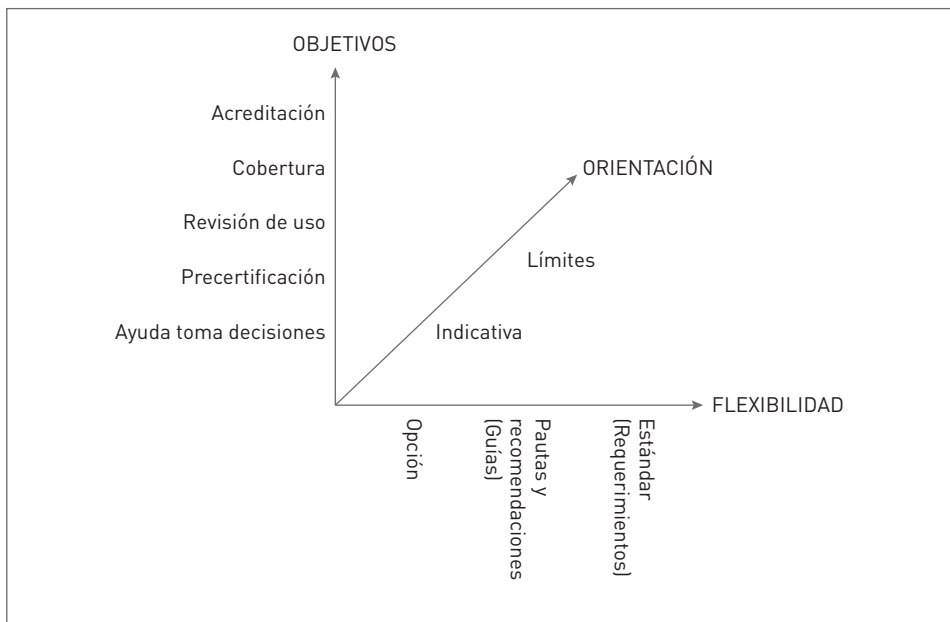 OBJETIVOS
Acreditación
Cobertura
ORIENTACIÓN
Revisión de uso
Límites
Precertificación
Ayuda toma decisiones
Indicativa
FLEXIBILIDAD
Opción
Pautas y
recomendaciones
(Guías)
Estándar
(Requerimientos)